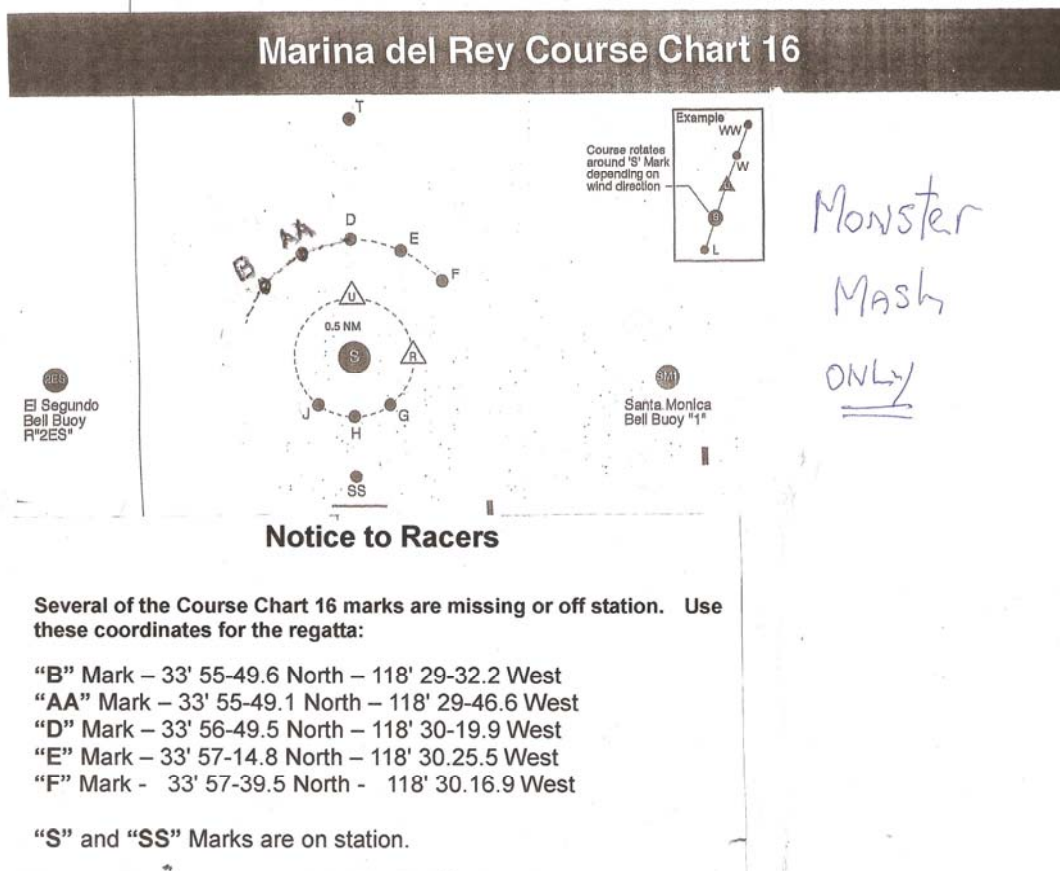 Marina del Rey Course Chart 16
T
Example
WW
W
Course rotates
around 'S' Mark
depending on
wind direction
S
L
Monster
Mash
ONLY
D
AA
E
B
F
U
0.5 NM
S
R
2ES
El Segundo
Bell Buoy
R"2ES"
SM1
Santa Monica
Bell Buoy "1"
J
G
H
SS
Notice to Racers
Several of the Course Chart 16 marks are missing or off station. Use
these coordinates for the regatta:
"B" Mark – 33' 55-49.6 North – 118' 29-32.2 West
"AA" Mark – 33' 55-49.1 North – 118' 29-46.6 West
"D" Mark – 33' 56-49.5 North – 118' 30-19.9 West
"E" Mark – 33' 57-14.8 North – 118' 30.25.5 West
"F" Mark - 33' 57-39.5 North - 118' 30.16.9 West
"S" and "SS" Marks are on station.